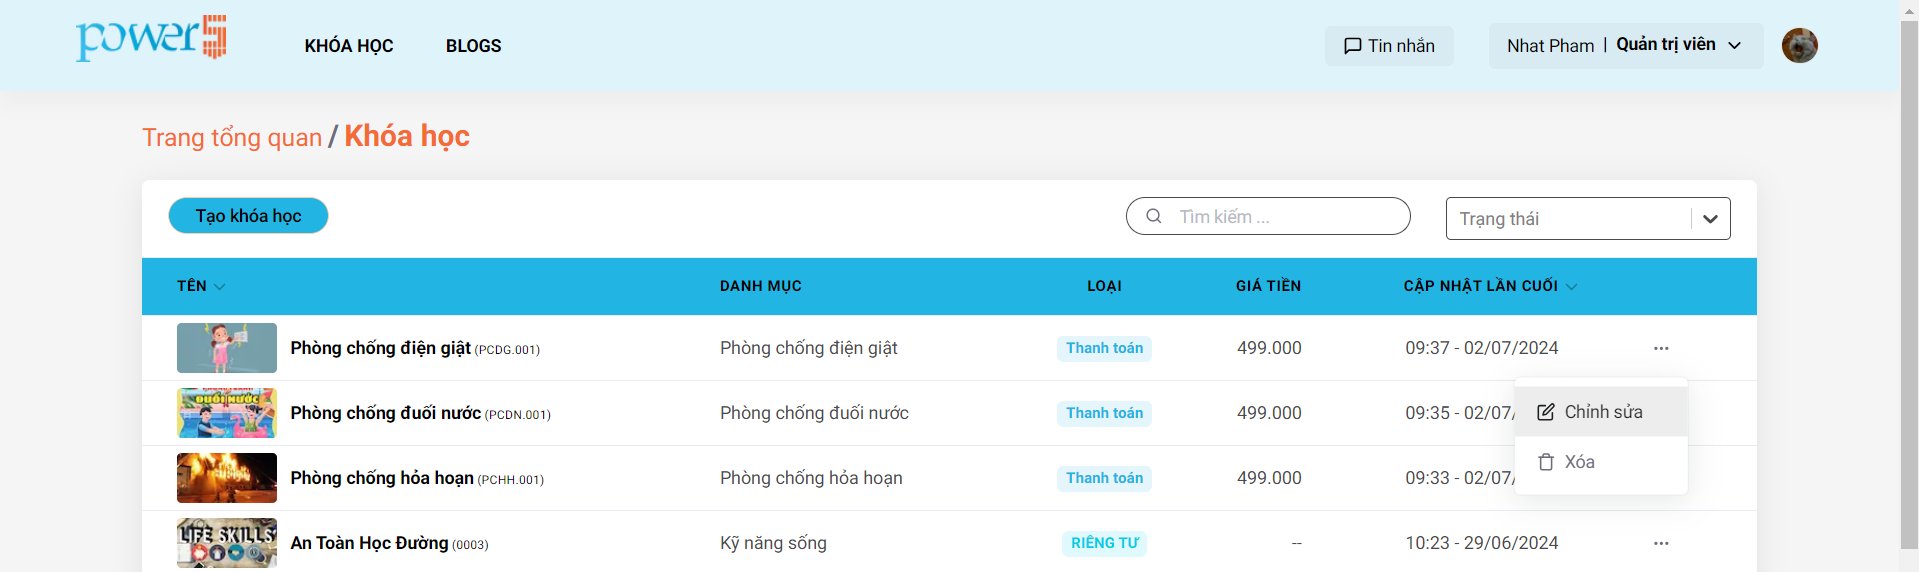 power5
KHÓA HỌC
BLOGS
Tin nhắn
Nhat Pham | Quản trị viên
Trang tổng quan / Khóa học
Tạo khóa học
Tìm kiếm ...
Trạng thái
TÊN
DANH MỤC
LOẠI
GIÁ TIỀN
CẬP NHẬT LẦN CUỐI
Phòng chống điện giật (PCDG.001)
Phòng chống điện giật
Thanh toán
499.000
09:37 - 02/07/2024
ĐUỐI NƯỚC
Phòng chống đuối nước (PCDN.001)
Phòng chống đuối nước
Thanh toán
499.000
09:35 - 02/07/
Chỉnh sửa
Phòng chống hỏa hoạn (PCHH.001)
Phòng chống hỏa hoạn
Thanh toán
499.000
09:33 - 02/07/
Xóa
LIFE SKILLS
An Toàn Học Đường (0003)
Kỹ năng sống
RIÊNG TƯ
--
10:23 - 29/06/2024